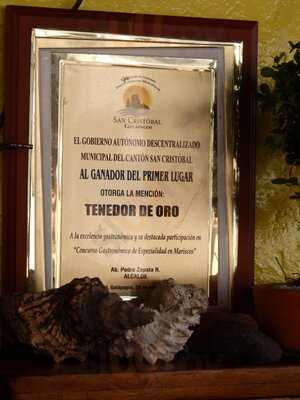 SAN CRISTÓBAL
GALÁPAGOS
EL GOBIERNO AUTÓNOMO DESCENTRALIZADO
MUNICIPAL DEL CANTÓN SAN CRISTÓBAL
AL GANADOR DEL PRIMER LUGAR
OTORGA LA MENCIÓN:
TENEDOR DE ORO
A la excelencia gastronómica y su destacada participación en
"Concurso Gastronómico de Especialidad en Mariscos"
Ab. Pedro Zapata R.
ALCALDE
Galápagos,